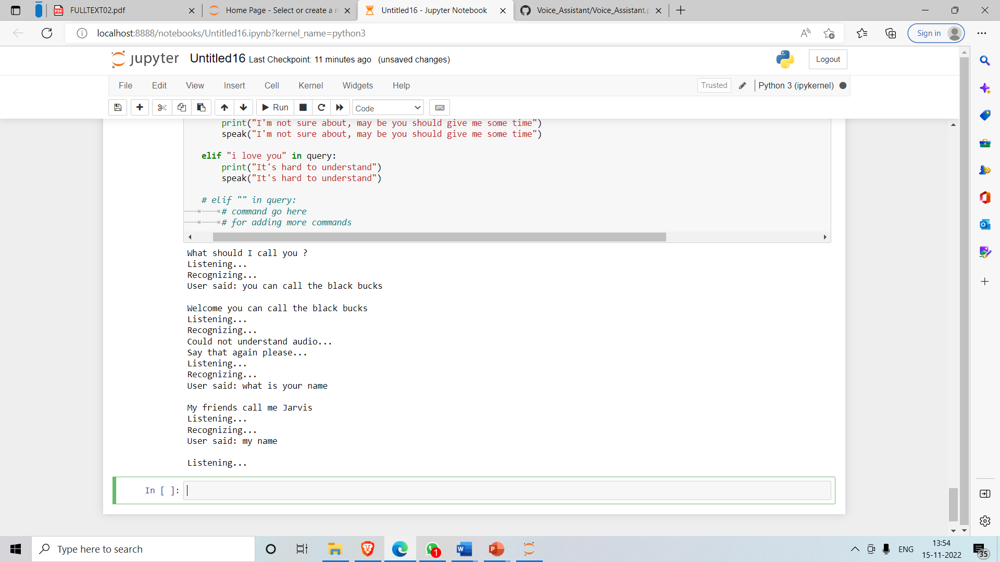 FULLTEXT02.pdf
Home Page - Select or create a n
Untitled16 - Jupyter Notebook
Voice_Assistant/Voice_Assistant.p
localhost:8888/notebooks/Untitled16.ipynb?kernel_name=python3
Sign in
jupyter Untitled16 Last Checkpoint: 11 minutes ago (unsaved changes)
Logout
File Edit View Insert Cell Kernel Widgets Help
Trusted
Python 3 (ipykernel)
Run
Code
print("I'm not sure about, may be you should give me some time")
speak("I'm not sure about, may be you should give me some time")
elif "i love you" in query:
print("It's hard to understand")
speak("It's hard to understand")
# elif "" in query:
# command go here
# for adding more commands
What should I call you ?
Listening...
Recognizing...
User said: you can call the black bucks
Welcome you can call the black bucks
Listening...
Recognizing...
Could not understand audio...
Say that again please...
Listening...
Recognizing...
User said: what is your name
My friends call me Jarvis
Listening...
Recognizing...
User said: my name
Listening...
In [ ]:
Type here to search
1
ENG
13:54
15-11-2022
35